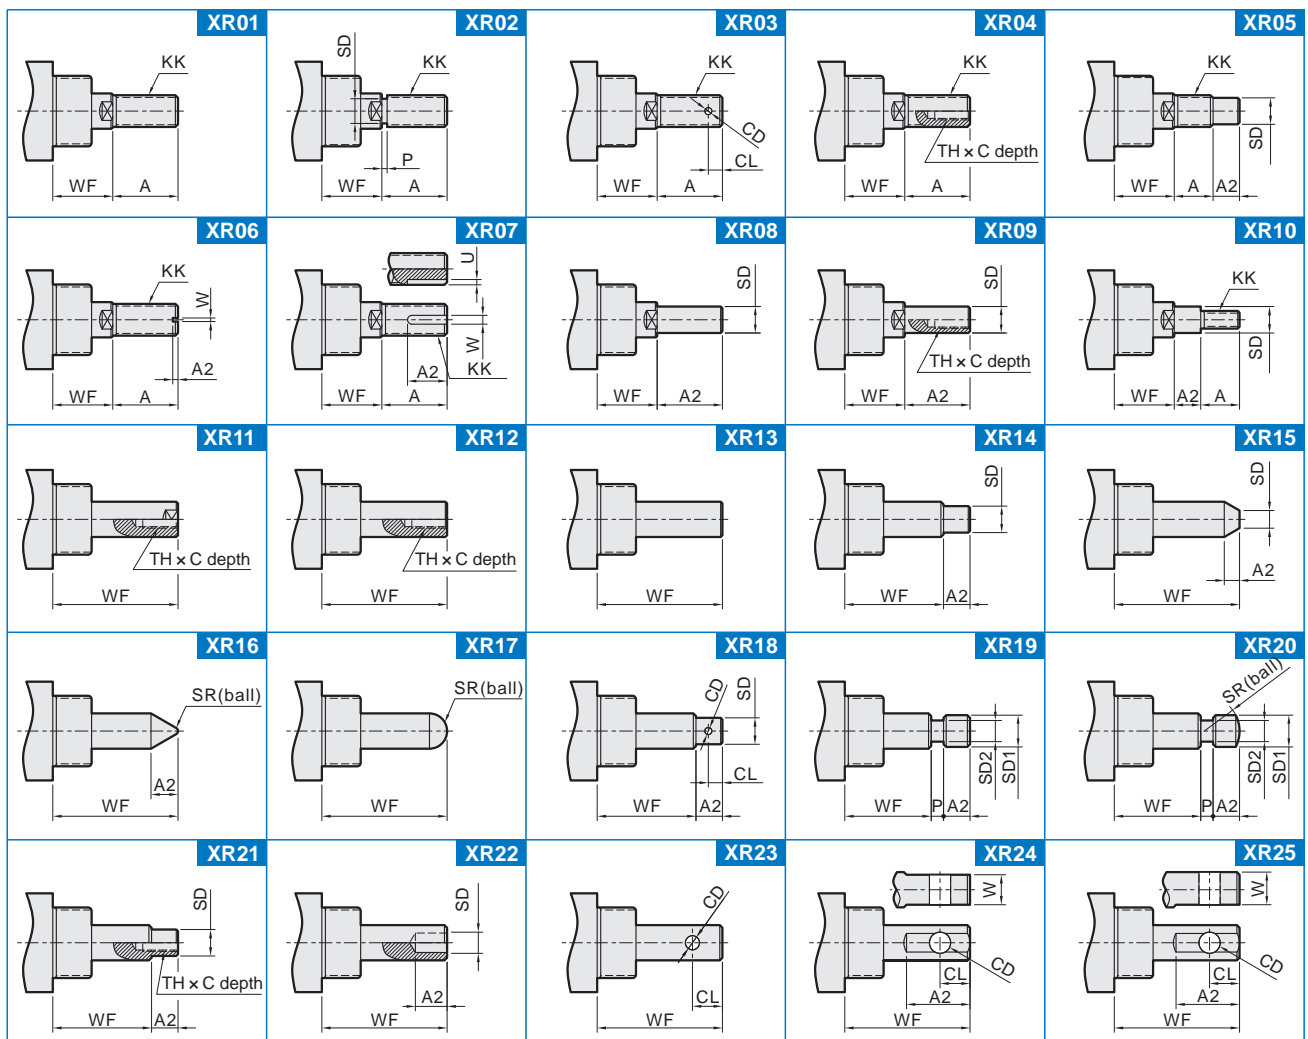 XR01
KK
WF
A
XR02
SD
KK
P
WF
A
XR03
KK
CD
CL
WF
A
XR04
KK
TH × C depth
WF
A
XR05
KK
SD
WF
A
A2
XR06
KK
W
A2
WF
A
XR07
U
W
A2
KK
WF
A
XR08
SD
WF
A2
XR09
SD
TH × C depth
WF
A2
XR10
KK
SD
WF
A2
A
XR11
TH × C depth
WF
XR12
TH × C depth
WF
XR13
WF
XR14
SD
WF
A2
XR15
SD
A2
WF
XR16
SR(ball)
A2
WF
XR17
SR(ball)
WF
XR18
CD
SD
CL
WF
A2
XR19
SD2
SD1
WF
P
A2
XR20
SR(ball)
SD2
SD1
WF
P
A2
XR21
SD
TH × C depth
WF
A2
XR22
SD
A2
WF
XR23
CD
CL
WF
XR24
W
CD
CL
A2
WF
XR25
W
CD
CL
A2
WF